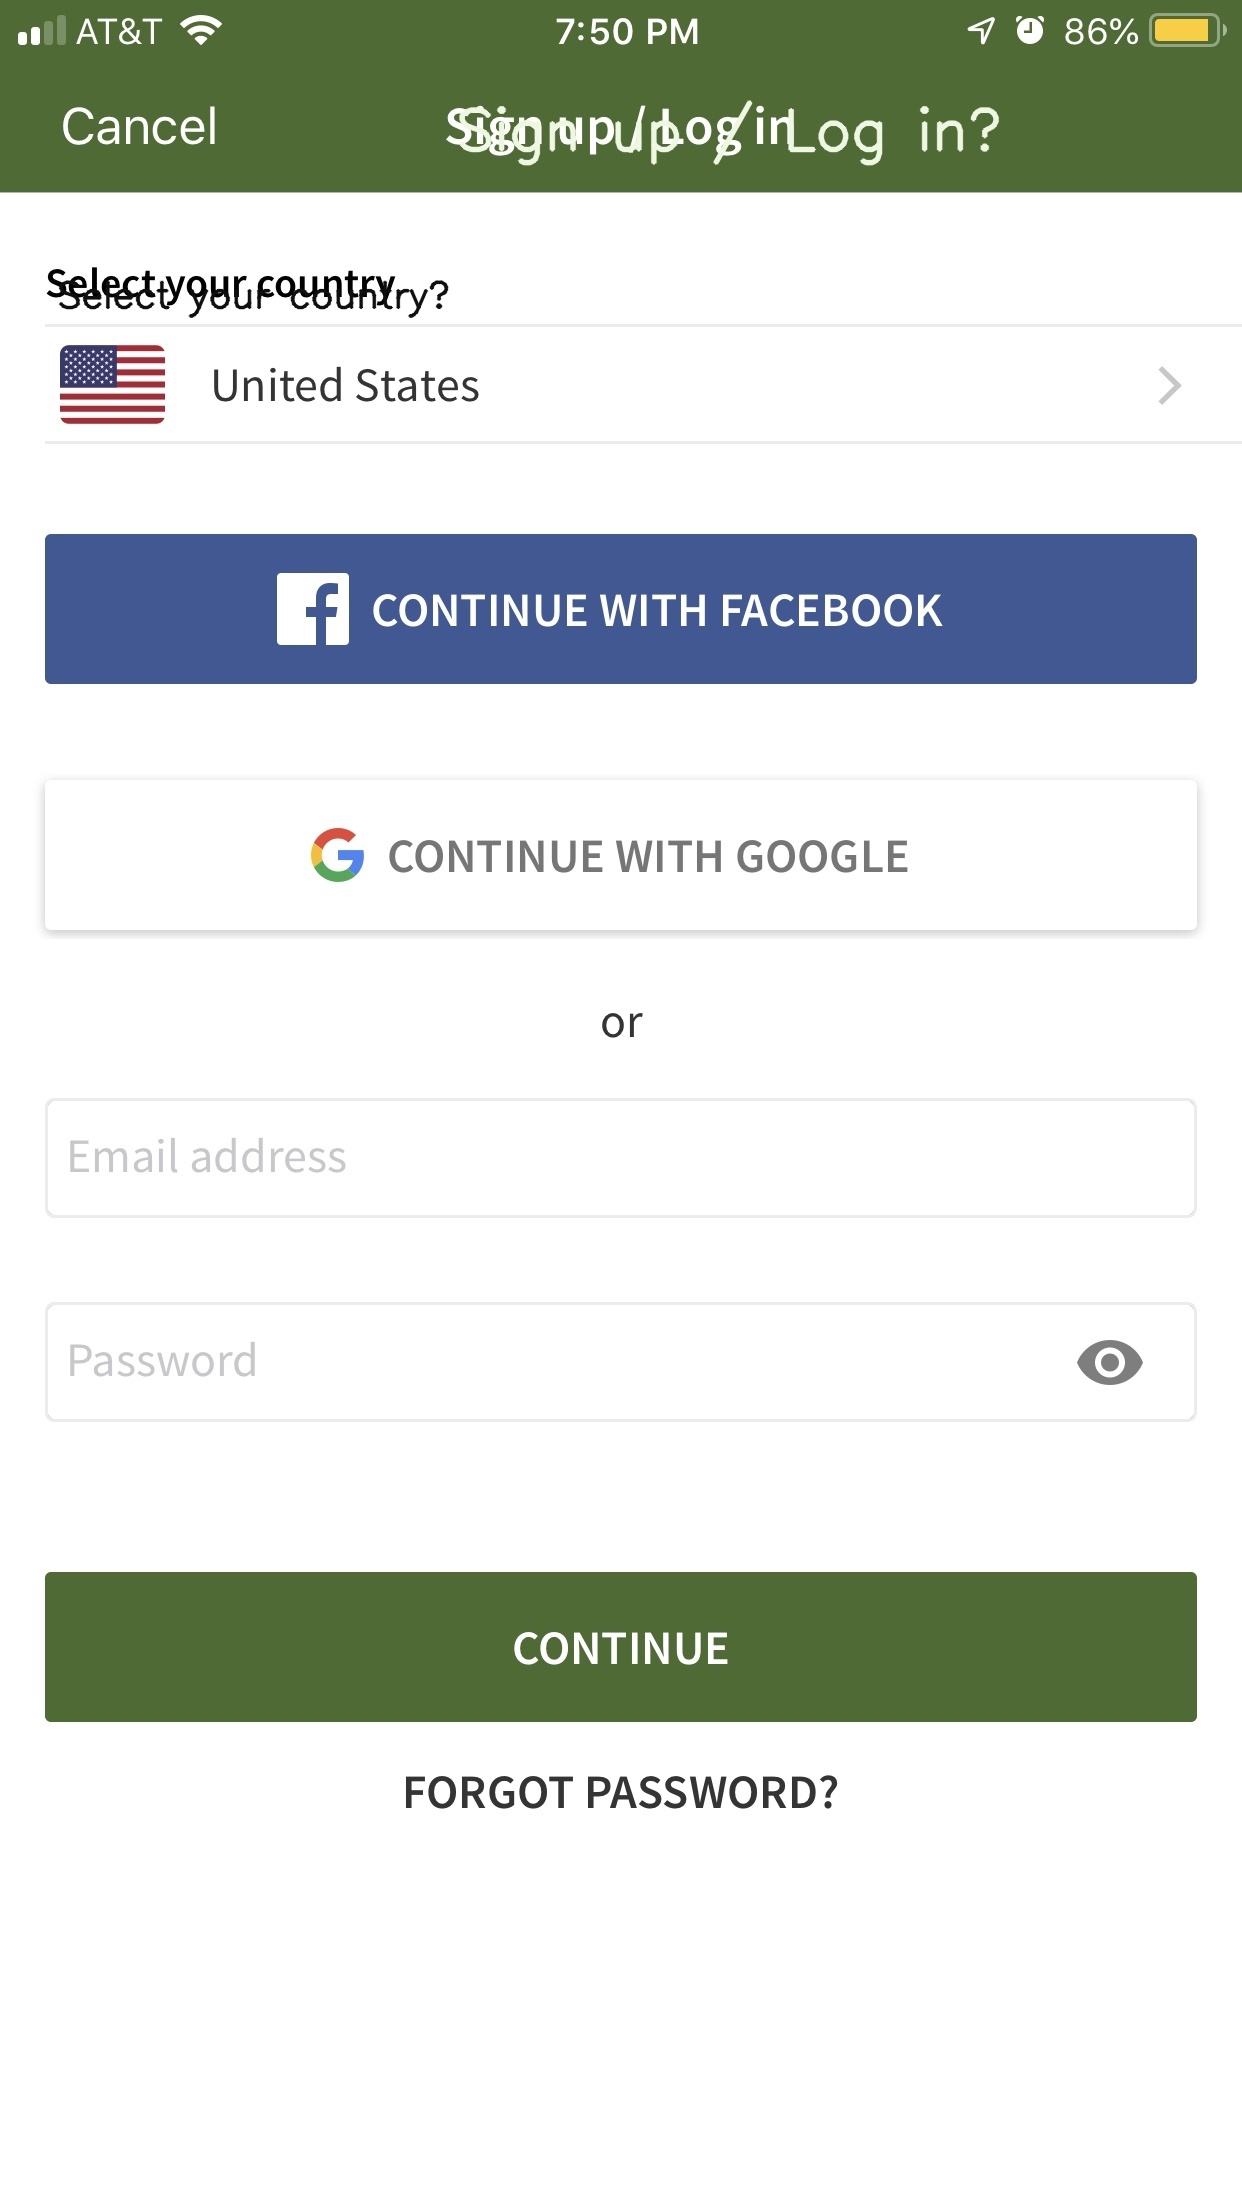 AT&T 7:50 PM 86%
Cancel Sign up / Log in
Sign up / Log in?
Select your country
Select your country?
United States
CONTINUE WITH FACEBOOK
CONTINUE WITH GOOGLE
or
Email address
Password
CONTINUE
FORGOT PASSWORD?